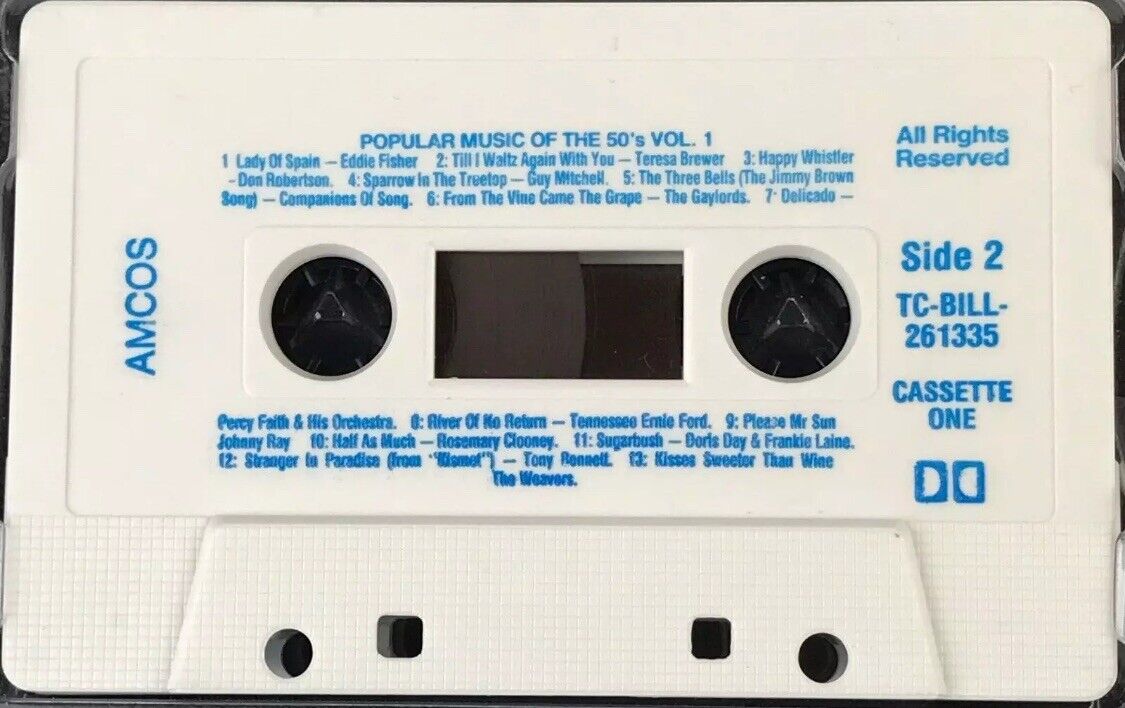 POPULAR MUSIC OF THE 50's VOL. 1
1 Lady Of Spain — Eddie Fisher 2: Till I Waltz Again With You — Teresa Brewer 3: Happy Whistler
- Don Robertson. 4: Sparrow In The Treetop — Guy Mitchell. 5: The Three Bells (The Jimmy Brown
Song) — Companions Of Song. 6: From The Vine Came The Grape — The Gaylords. 7: Delicado —
All Rights
Reserved
AMCOS
Side 2
TC-BILL-
261335
CASSETTE
ONE
Percy Faith & His Orchestra. 8: River Of No Return — Tennessee Ernie Ford. 9: Please Mr Sun
Johnny Ray 10: Half As Much — Rosemary Clooney. 11: Sugarbush — Doris Day & Frankie Laine.
12: Stranger In Paradise (from "Kismet") — Tony Bennett. 13: Kisses Sweeter Than Wine
The Weavers.